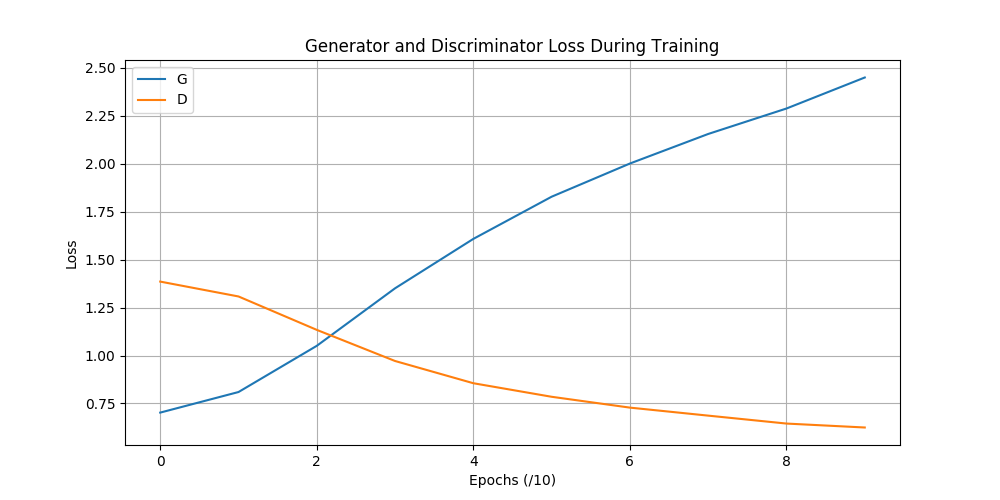 Generator and Discriminator Loss During Training
G
D
2.50
2.25
2.00
1.75
1.50
1.25
1.00
0.75
Loss
0 2 4 6 8
Epochs (/10)